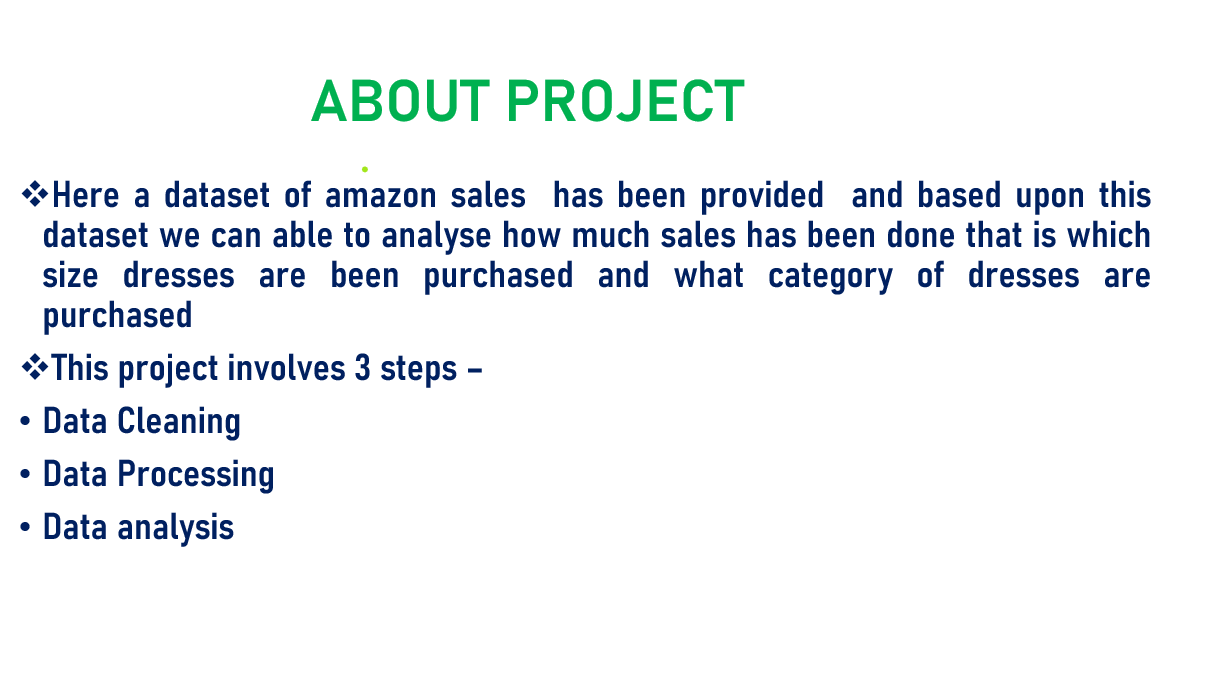 ABOUT PROJECT
❖Here a dataset of amazon sales  has been provided  and based upon this
dataset we can able to analyse how much sales has been done that is which
size dresses are been purchased and what category of dresses are
purchased
❖This project involves 3 steps –
• Data Cleaning
• Data Processing
• Data analysis